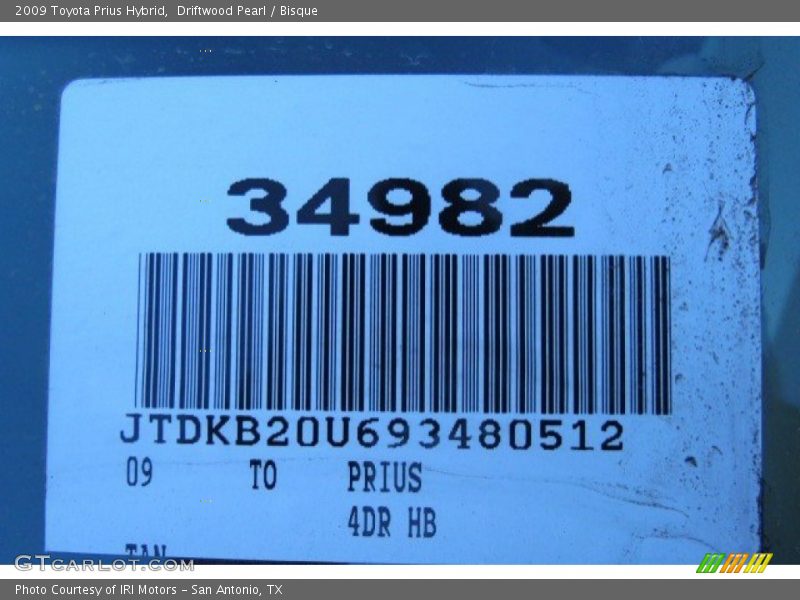 2009 Toyota Prius Hybrid, Driftwood Pearl / Bisque
34982
JTDKB20U693480512
09 TO PRIUS
4DR HB
TAN
GTcarlot.com
Photo Courtesy of IRI Motors - San Antonio, TX